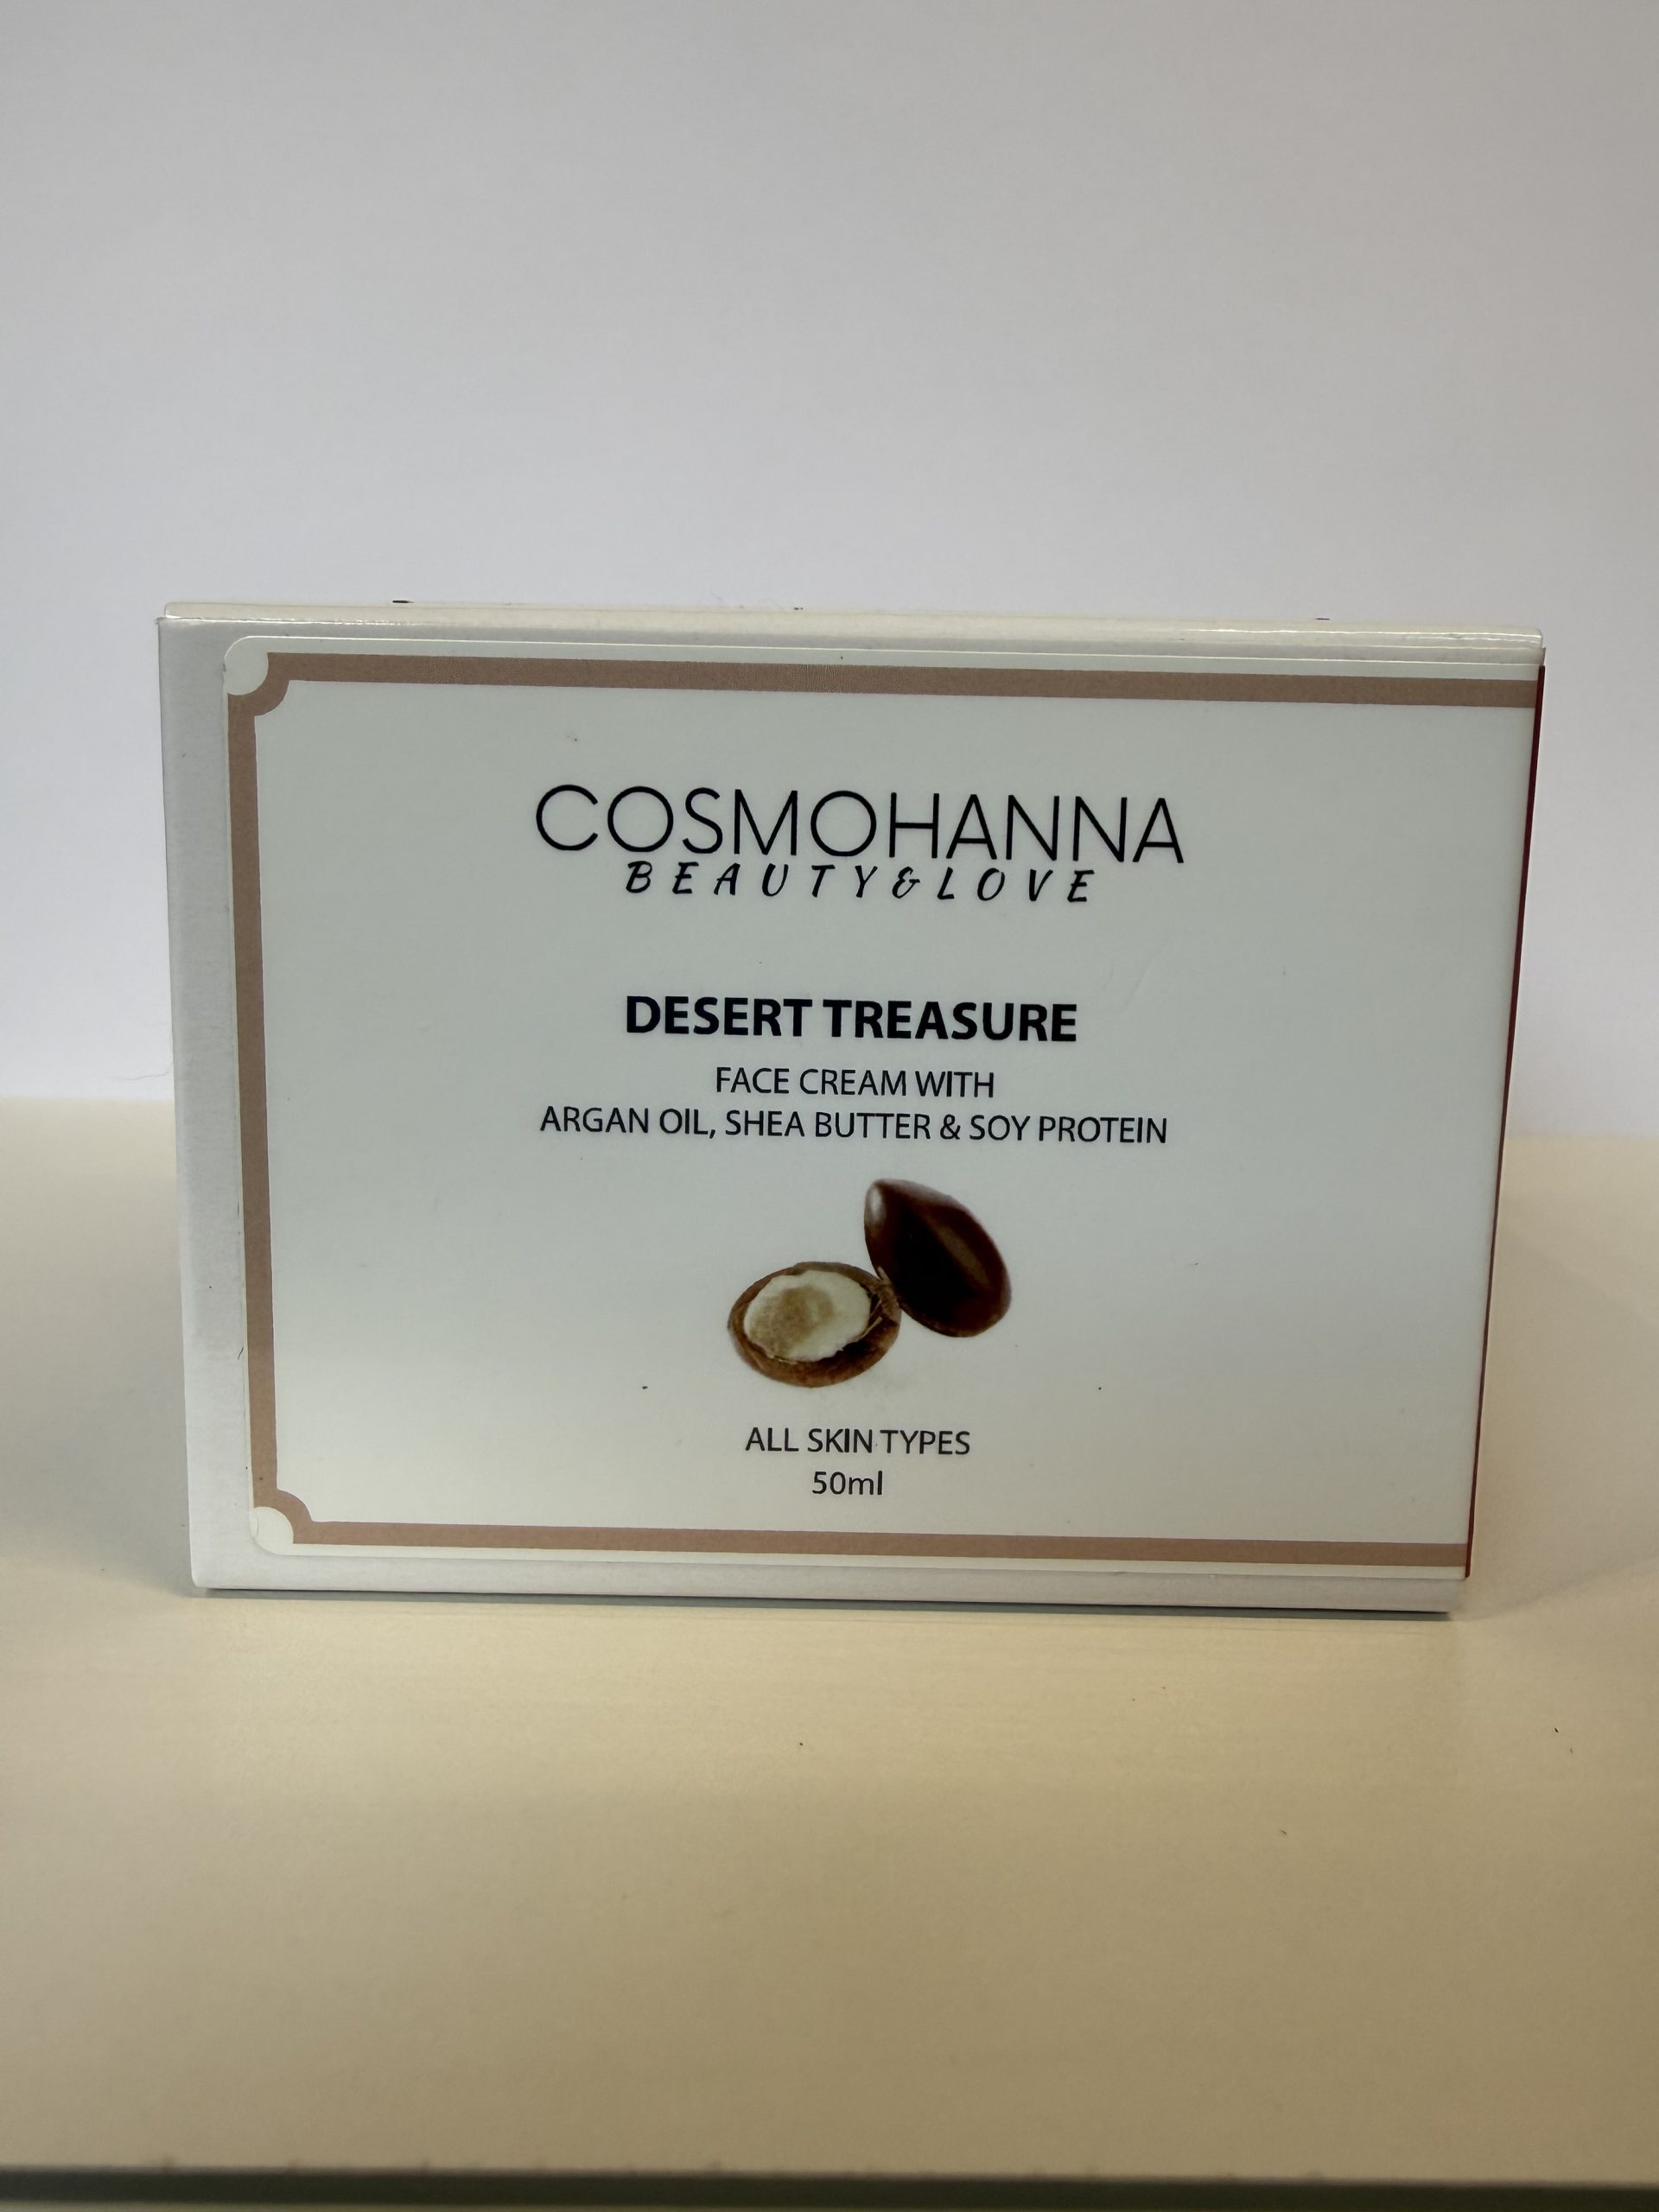 COSMOHANNA
BEAUTY&LOVE
DESERT TREASURE
FACE CREAM WITH
ARGAN OIL, SHEA BUTTER & SOY PROTEIN
ALL SKIN TYPES
50ml